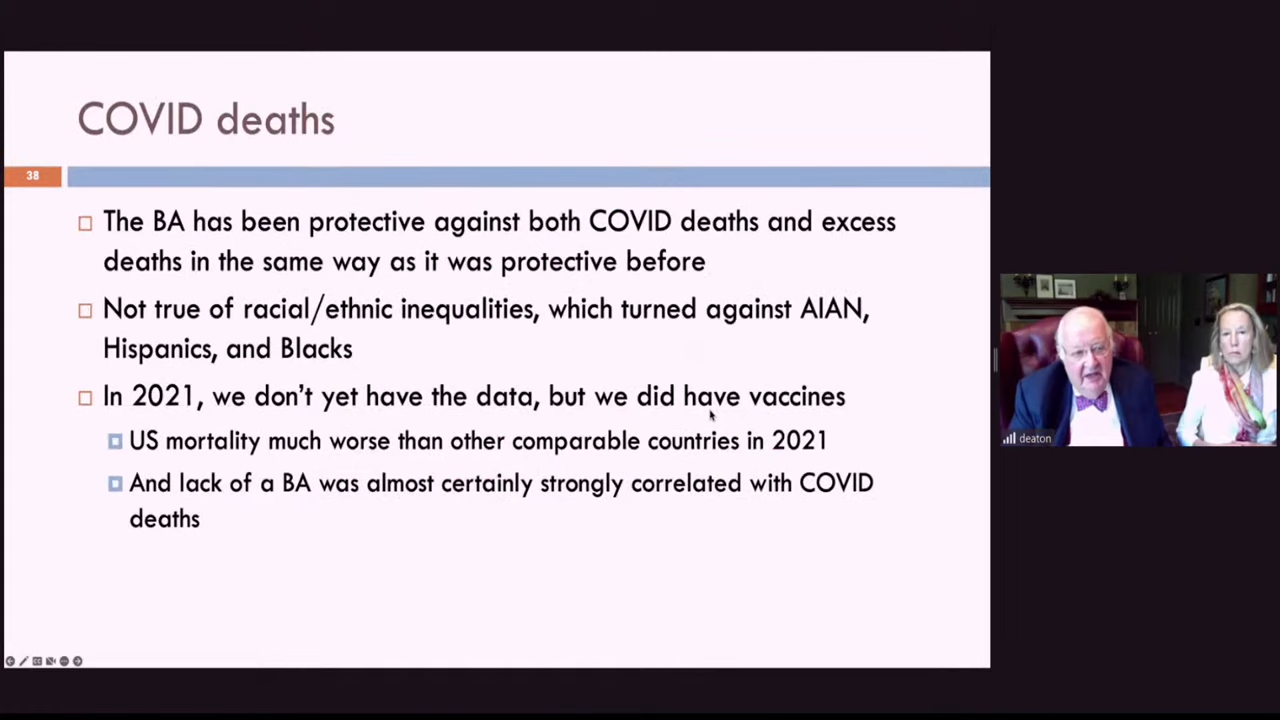 COVID deaths
38
The BA has been protective against both COVID deaths and excess
deaths in the same way as it was protective before
Not true of racial/ethnic inequalities, which turned against AIAN,
Hispanics, and Blacks
In 2021, we don't yet have the data, but we did have vaccines
US mortality much worse than other comparable countries in 2021
And lack of a BA was almost certainly strongly correlated with COVID
deaths
deaton